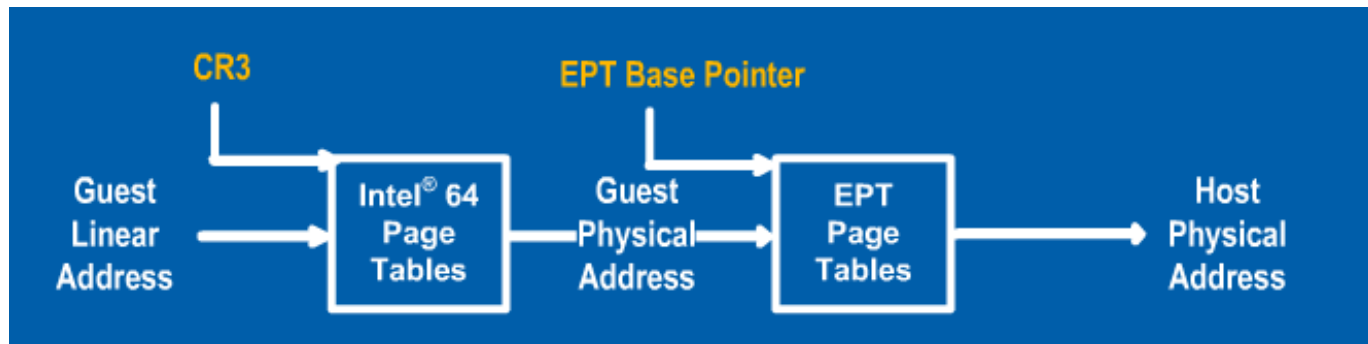 CR3
EPT Base Pointer
Guest
Linear
Address
Intel® 64
Page
Tables
Guest
Physical
Address
EPT
Page
Tables
Host
Physical
Address